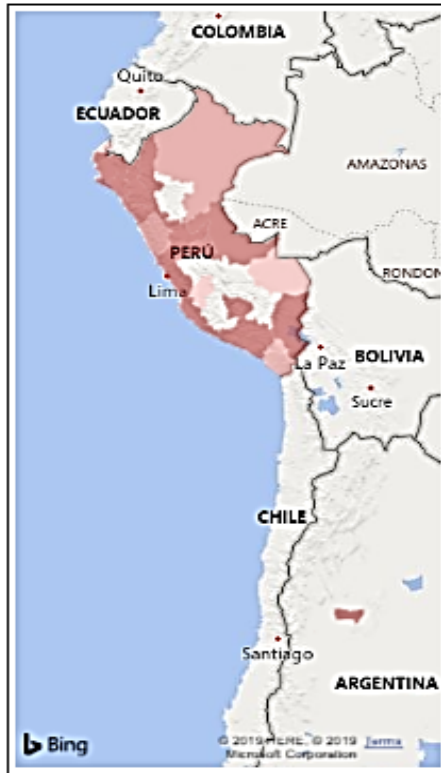 COLOMBIA
Quito
ECUADOR
AMAZONAS
ACRE
PERÚ
RONDON
Lima
BOLIVIA
La Paz
Sucre
CHILE
Santiago
ARGENTINA
Bing
© 2019 HERE, © 2019 Terms
Microsoft Corporation